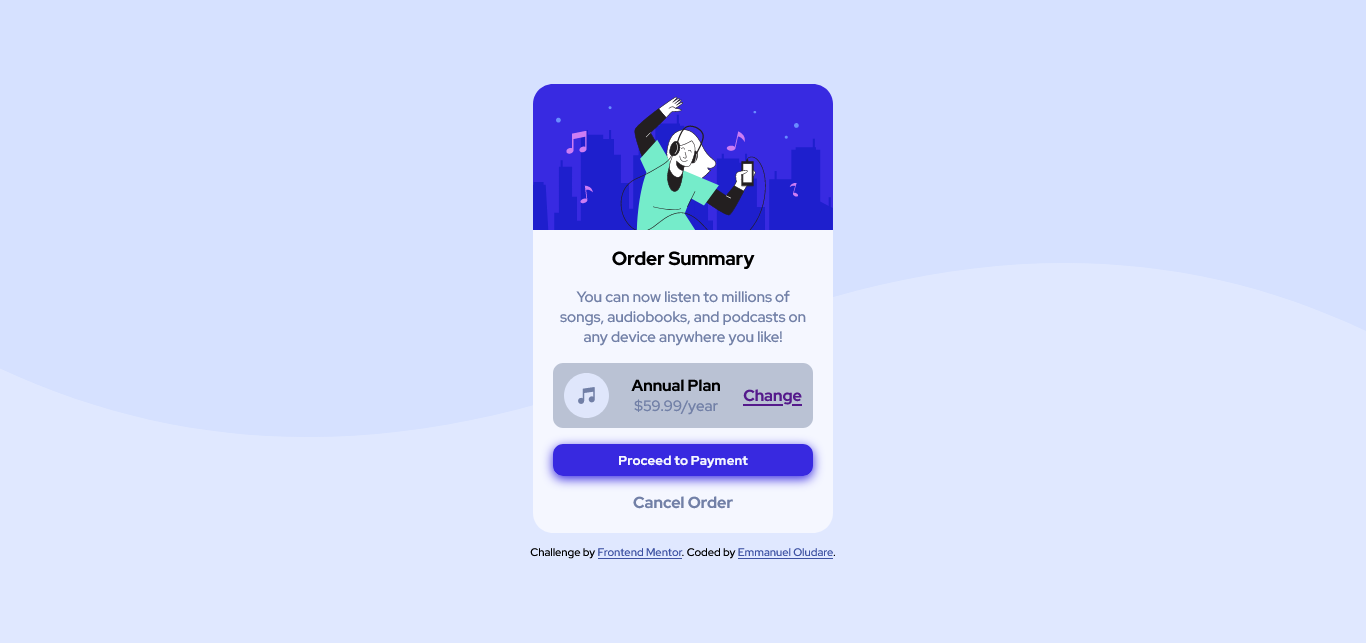 Order Summary
You can now listen to millions of
songs, audiobooks, and podcasts on
any device anywhere you like!
Annual Plan
$59.99/year
Change
Proceed to Payment
Cancel Order
Challenge by Frontend Mentor. Coded by Emmanuel Oludare.